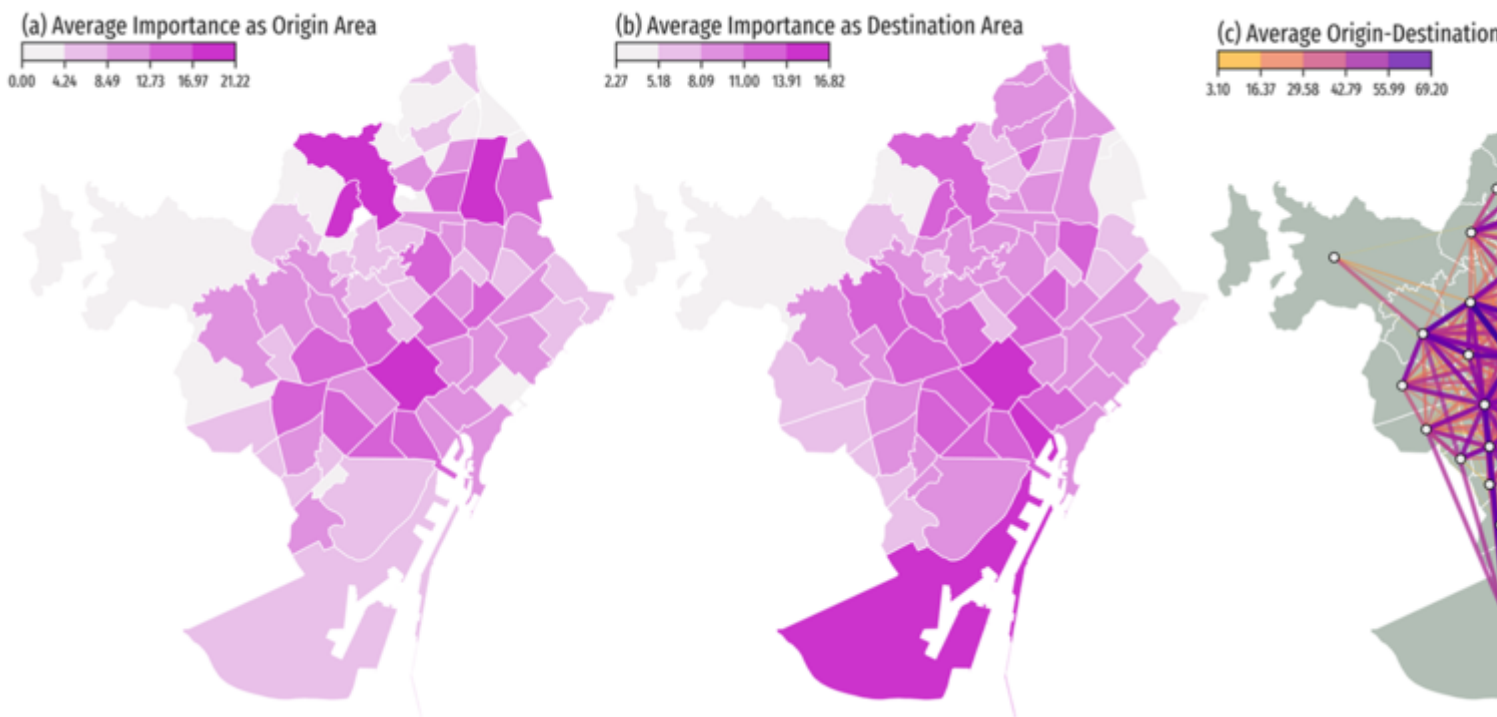 (a) Average Importance as Origin Area
0.00 4.24 8.49 12.73 16.97 21.22
(b) Average Importance as Destination Area
2.27 5.18 8.09 11.00 13.91 16.82
(c) Average Origin-Destination
3.10 16.37 29.58 42.79 55.99 69.20